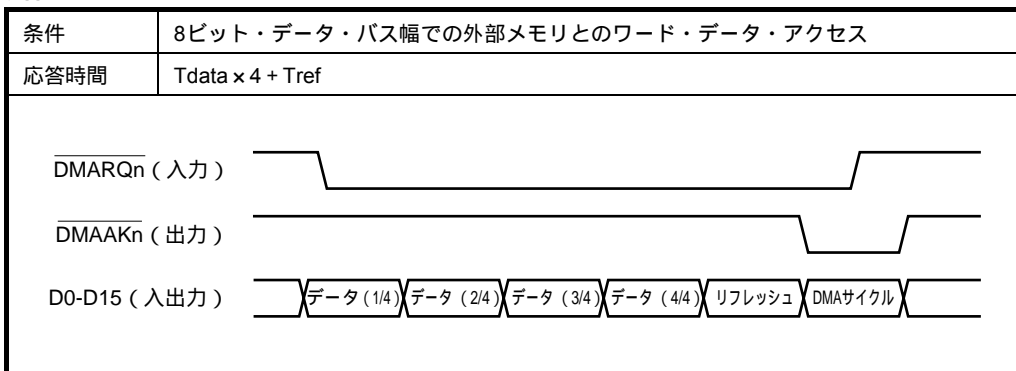 条件 8ビット・データ・バス幅での外部メモリとのワード・データ・アクセス
応答時間 Tdata × 4 + Tref
DMARQn（入力）
DMAAKn（出力）
D0-D15（入出力） データ（1/4） データ（2/4） データ（3/4） データ（4/4） リフレッシュ DMAサイクル